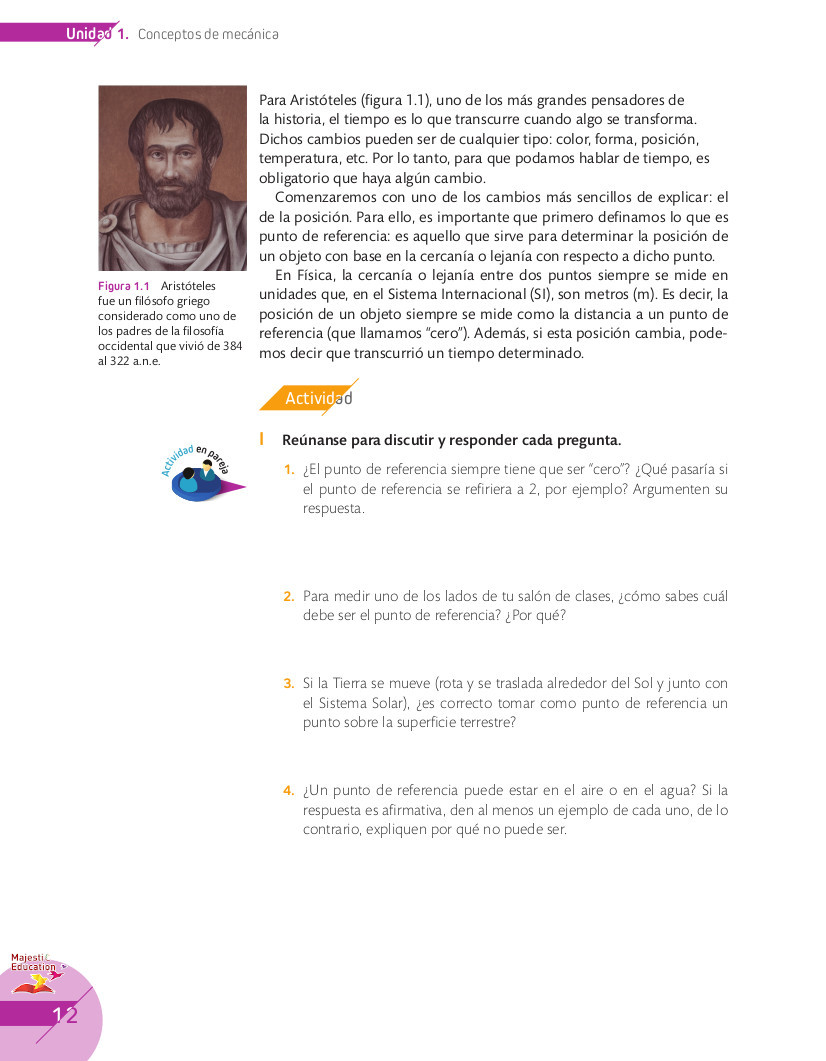 Unidad 1. Conceptos de mecánica
Para Aristóteles (figura 1.1), uno de los más grandes pensadores de
la historia, el tiempo es lo que transcurre cuando algo se transforma.
Dichos cambios pueden ser de cualquier tipo: color, forma, posición,
temperatura, etc. Por lo tanto, para que podamos hablar de tiempo, es
obligatorio que haya algún cambio.
Comenzaremos con uno de los cambios más sencillos de explicar: el
de la posición. Para ello, es importante que primero definamos lo que es
punto de referencia: es aquello que sirve para determinar la posición de
un objeto con base en la cercanía o lejanía con respecto a dicho punto.
En Física, la cercanía o lejanía entre dos puntos siempre se mide en
unidades que, en el Sistema Internacional (SI), son metros (m). Es decir, la
posición de un objeto siempre se mide como la distancia a un punto de
referencia (que llamamos “cero”). Además, si esta posición cambia, pode-
mos decir que transcurrió un tiempo determinado.
Figura 1.1 Aristóteles
fue un filósofo griego
considerado como uno de
los padres de la filosofía
occidental que vivió de 384
al 322 a.n.e.
Actividad
Actividad en pareja
I Reúnanse para discutir y responder cada pregunta.
1. ¿El punto de referencia siempre tiene que ser “cero”? ¿Qué pasaría si
el punto de referencia se refiriera a 2, por ejemplo? Argumenten su
respuesta.
2. Para medir uno de los lados de tu salón de clases, ¿cómo sabes cuál
debe ser el punto de referencia? ¿Por qué?
3. Si la Tierra se mueve (rota y se traslada alrededor del Sol y junto con
el Sistema Solar), ¿es correcto tomar como punto de referencia un
punto sobre la superficie terrestre?
4. ¿Un punto de referencia puede estar en el aire o en el agua? Si la
respuesta es afirmativa, den al menos un ejemplo de cada uno, de lo
contrario, expliquen por qué no puede ser.
Majestic
Education
12